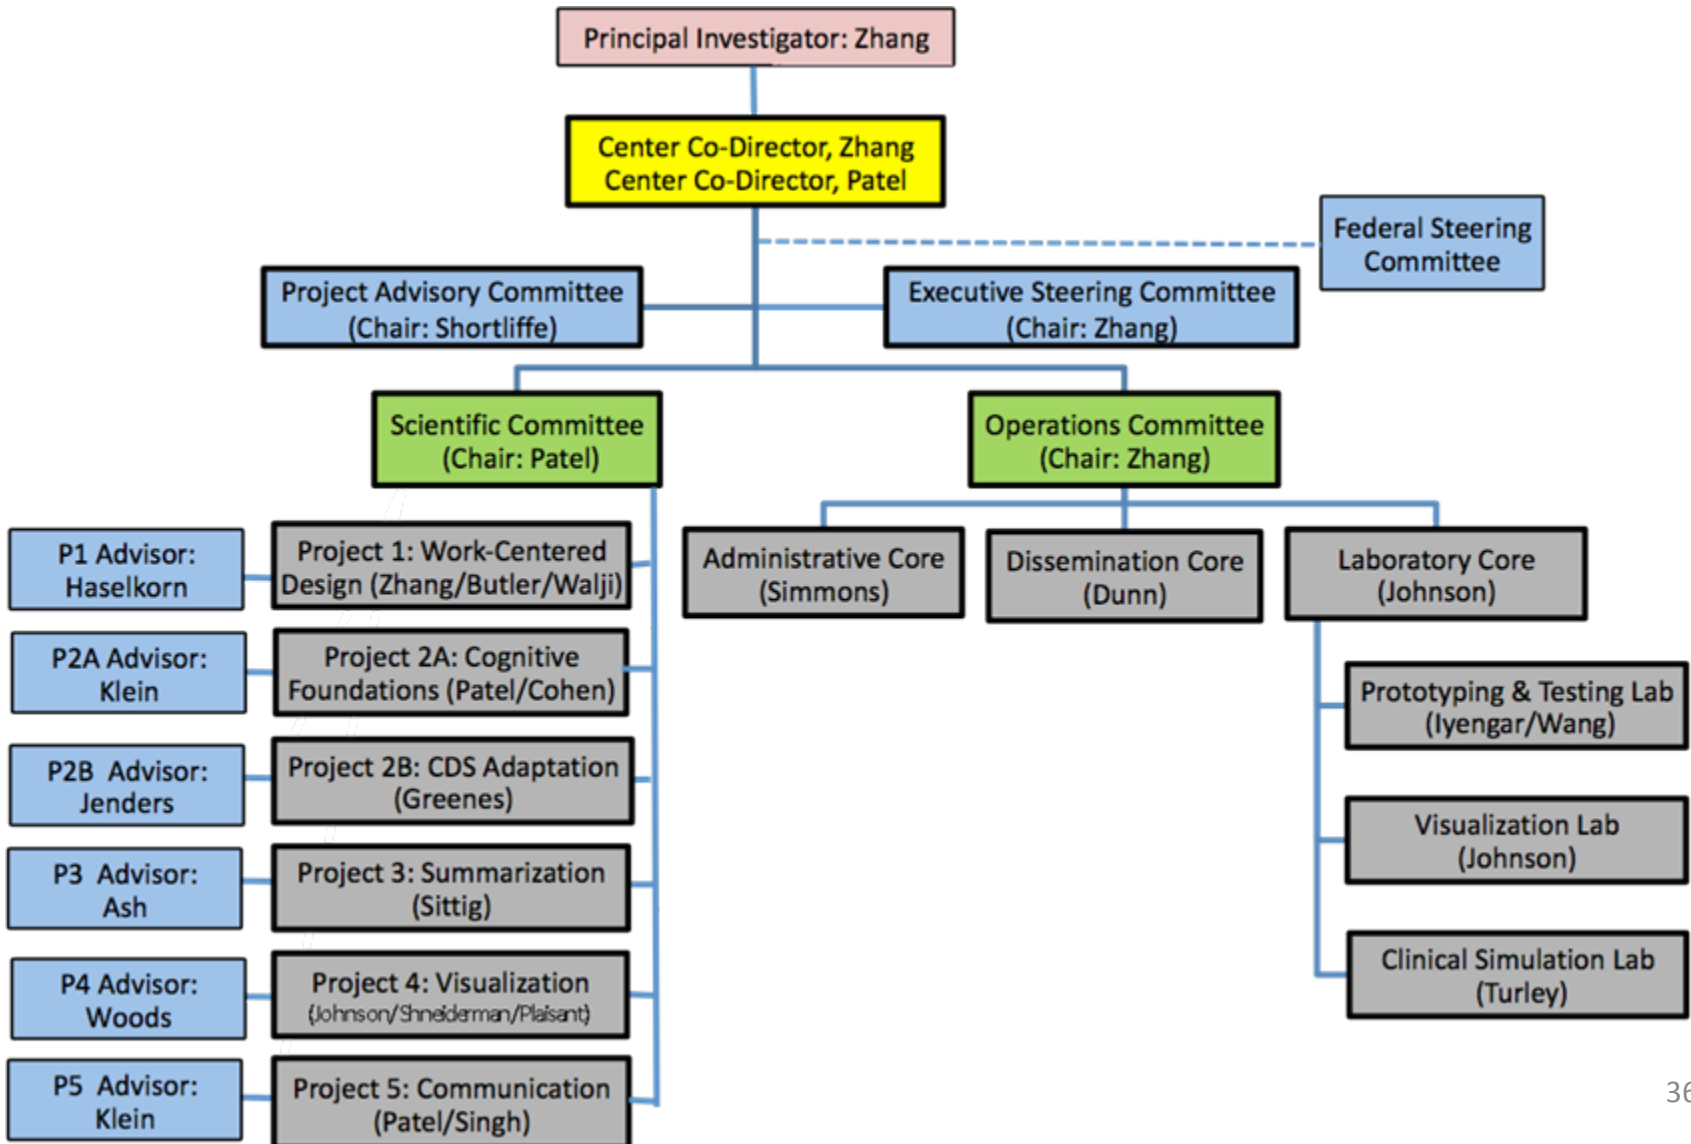 Principal Investigator: Zhang
Center Co-Director, Zhang
Center Co-Director, Patel
Federal Steering
Committee
Project Advisory Committee
(Chair: Shortliffe)
Executive Steering Committee
(Chair: Zhang)
Scientific Committee
(Chair: Patel)
Operations Committee
(Chair: Zhang)
P1 Advisor:
Haselkorn
Project 1: Work-Centered
Design (Zhang/Butler/Walji)
P2A Advisor:
Klein
Project 2A: Cognitive
Foundations (Patel/Cohen)
P2B Advisor:
Jenders
Project 2B: CDS Adaptation
(Greenes)
P3 Advisor:
Ash
Project 3: Summarization
(Sittig)
P4 Advisor:
Woods
Project 4: Visualization
(Johnson/Shneiderman/Plaisant)
P5 Advisor:
Klein
Project 5: Communication
(Patel/Singh)
Administrative Core
(Simmons)
Dissemination Core
(Dunn)
Laboratory Core
(Johnson)
Prototyping & Testing Lab
(Iyengar/Wang)
Visualization Lab
(Johnson)
Clinical Simulation Lab
(Turley)
36